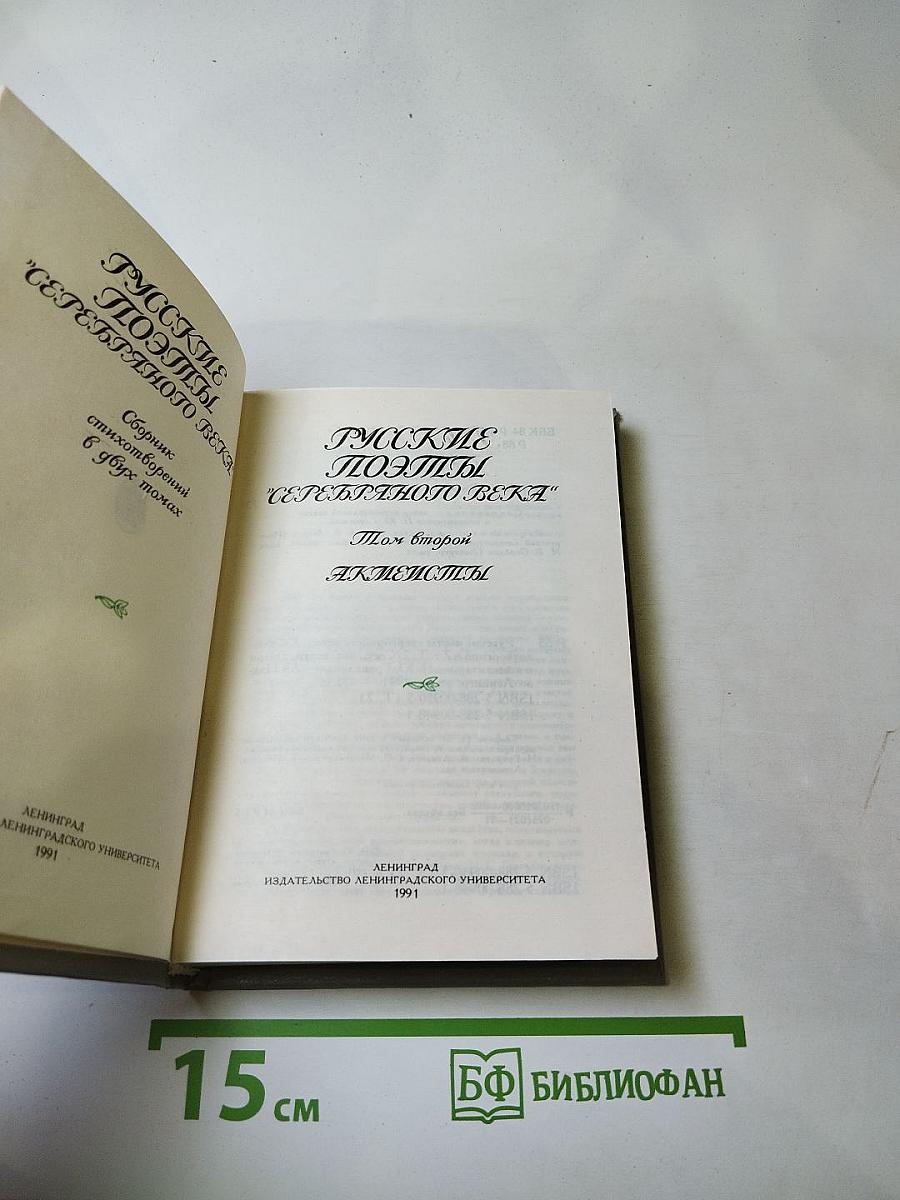 РУССКИЕ
ПОЭТЫ
"СЕРЕБРЯНОГО ВЕКА
Сборник
стихотворений
в двух томах
ЛЕНИНГРАД
ЛЕНИНГРАДСКОГО УНИВЕРСИТЕТА
1991
РУССКИЕ
ПОЭТЫ
"СЕРЕБРЯНОГО ВЕКА"
Том второй
АКМЕИСТЫ
ЛЕНИНГРАД
ИЗДАТЕЛЬСТВО ЛЕНИНГРАДСКОГО УНИВЕРСИТЕТА
1991
15 см
БФ БИБЛИОФАН